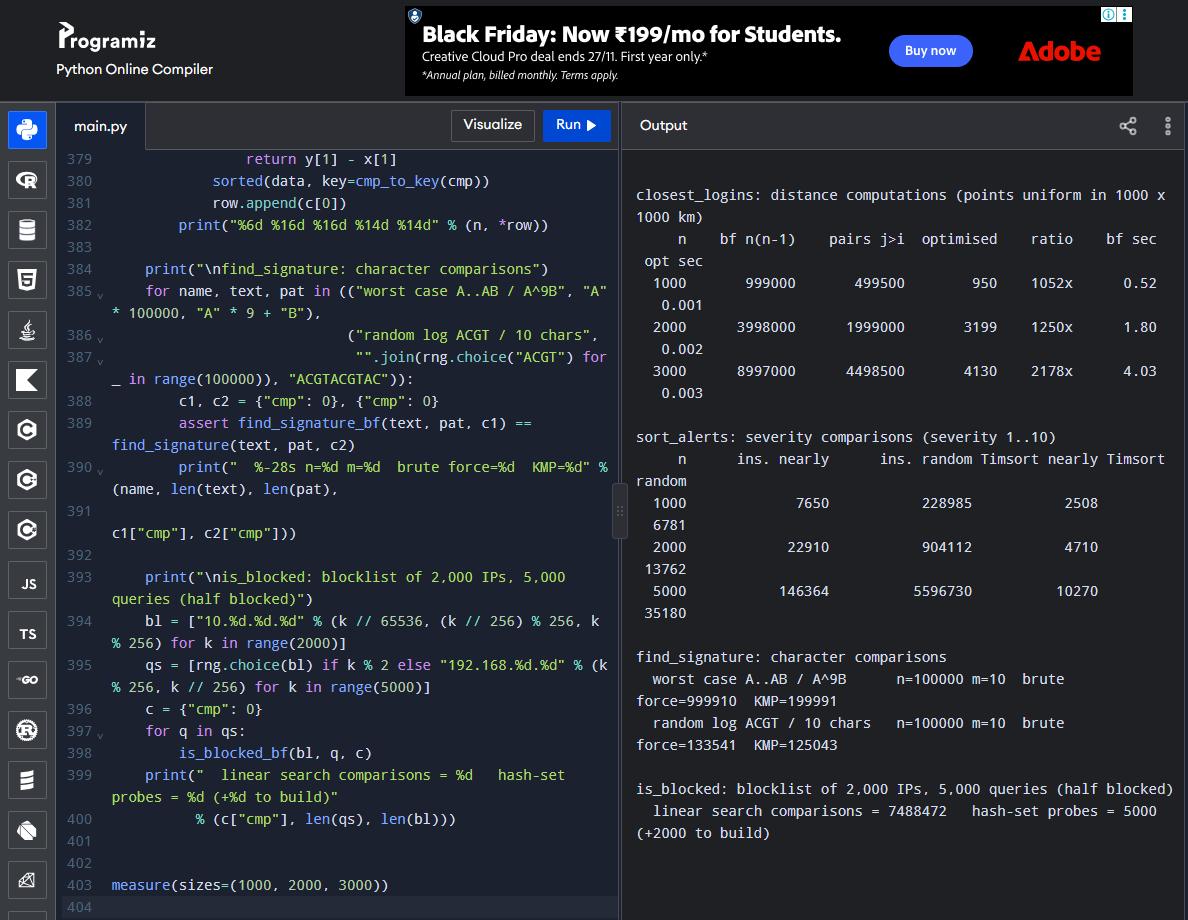 Programiz
Python Online Compiler
Black Friday: Now ₹199/mo for Students.
Creative Cloud Pro deal ends 27/11. First year only.*
*Annual plan, billed monthly. Terms apply.
Buy now
Adobe
main.py
Visualize
Run
379                 return y[1] - x[1]
380             sorted(data, key=cmp_to_key(cmp))
381             row.append(c[0])
382         print("%6d %16d %16d %14d %14d" % (n, *row))
383
384     print("\nfind_signature: character comparisons")
385     for name, text, pat in (("worst case A..AB / A^9B", "A"
* 100000, "A" * 9 + "B"),
386                             ("random log ACGT / 10 chars",
387                              "".join(rng.choice("ACGT") for
_ in range(100000)), "ACGTACGTAC")):
388         c1, c2 = {"cmp": 0}, {"cmp": 0}
389         assert find_signature_bf(text, pat, c1) ==
find_signature(text, pat, c2)
390         print("  %-28s n=%d m=%d  brute force=%d  KMP=%d" %
(name, len(text), len(pat),
391
c1["cmp"], c2["cmp"]))
392
393     print("\nis_blocked: blocklist of 2,000 IPs, 5,000
queries (half blocked)")
394     bl = ["10.%d.%d.%d" % (k // 65536, (k // 256) % 256, k
% 256) for k in range(2000)]
395     qs = [rng.choice(bl) if k % 2 else "192.168.%d.%d" % (k
% 256, k // 256) for k in range(5000)]
396     c = {"cmp": 0}
397     for q in qs:
398         is_blocked_bf(bl, q, c)
399     print("  linear search comparisons = %d   hash-set
probes = %d (+%d to build)"
400           % (c["cmp"], len(qs), len(bl)))
401
402
403 measure(sizes=(1000, 2000, 3000))
404
R
JS
TS
GO
Output
closest_logins: distance computations (points uniform in 1000 x
1000 km)
n    bf n(n-1)    pairs j>i  optimised    ratio    bf sec
opt sec
1000       999000       499500        950    1052x      0.52
0.001
2000      3998000      1999000       3199    1250x      1.80
0.002
3000      8997000      4498500       4130    2178x      4.03
0.003
sort_alerts: severity comparisons (severity 1..10)
n      ins. nearly      ins. random Timsort nearly Timsort
random
1000             7650           228985           2508
6781
2000            22910           904112           4710
13762
5000           146364          5596730          10270
35180
find_signature: character comparisons
worst case A..AB / A^9B      n=100000 m=10  brute
force=999910  KMP=199991
random log ACGT / 10 chars   n=100000 m=10  brute
force=133541  KMP=125043
is_blocked: blocklist of 2,000 IPs, 5,000 queries (half blocked)
linear search comparisons = 7488472   hash-set probes = 5000
(+2000 to build)